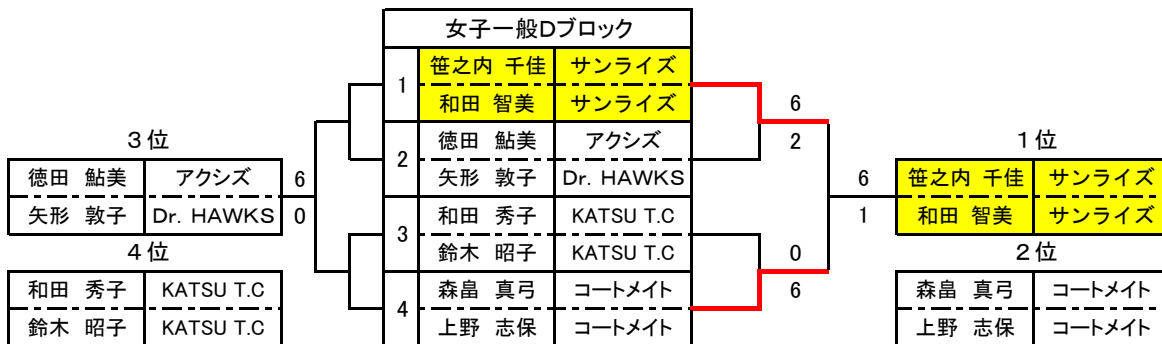 女子一般Dブロック
1 笹之内 千佳 サンライズ
和田 智美 サンライズ
2 徳田 鮎美 アクシズ
矢形 敦子 Dr. HAWKS
3 和田 秀子 KATSU T.C
鈴木 昭子 KATSU T.C
4 森畠 真弓 コートメイト
上野 志保 コートメイト
6
2
0
6
6
1
3位
徳田 鮎美 アクシズ
矢形 敦子 Dr. HAWKS
6
0
4位
和田 秀子 KATSU T.C
鈴木 昭子 KATSU T.C
1位
笹之内 千佳 サンライズ
和田 智美 サンライズ
2位
森畠 真弓 コートメイト
上野 志保 コートメイト